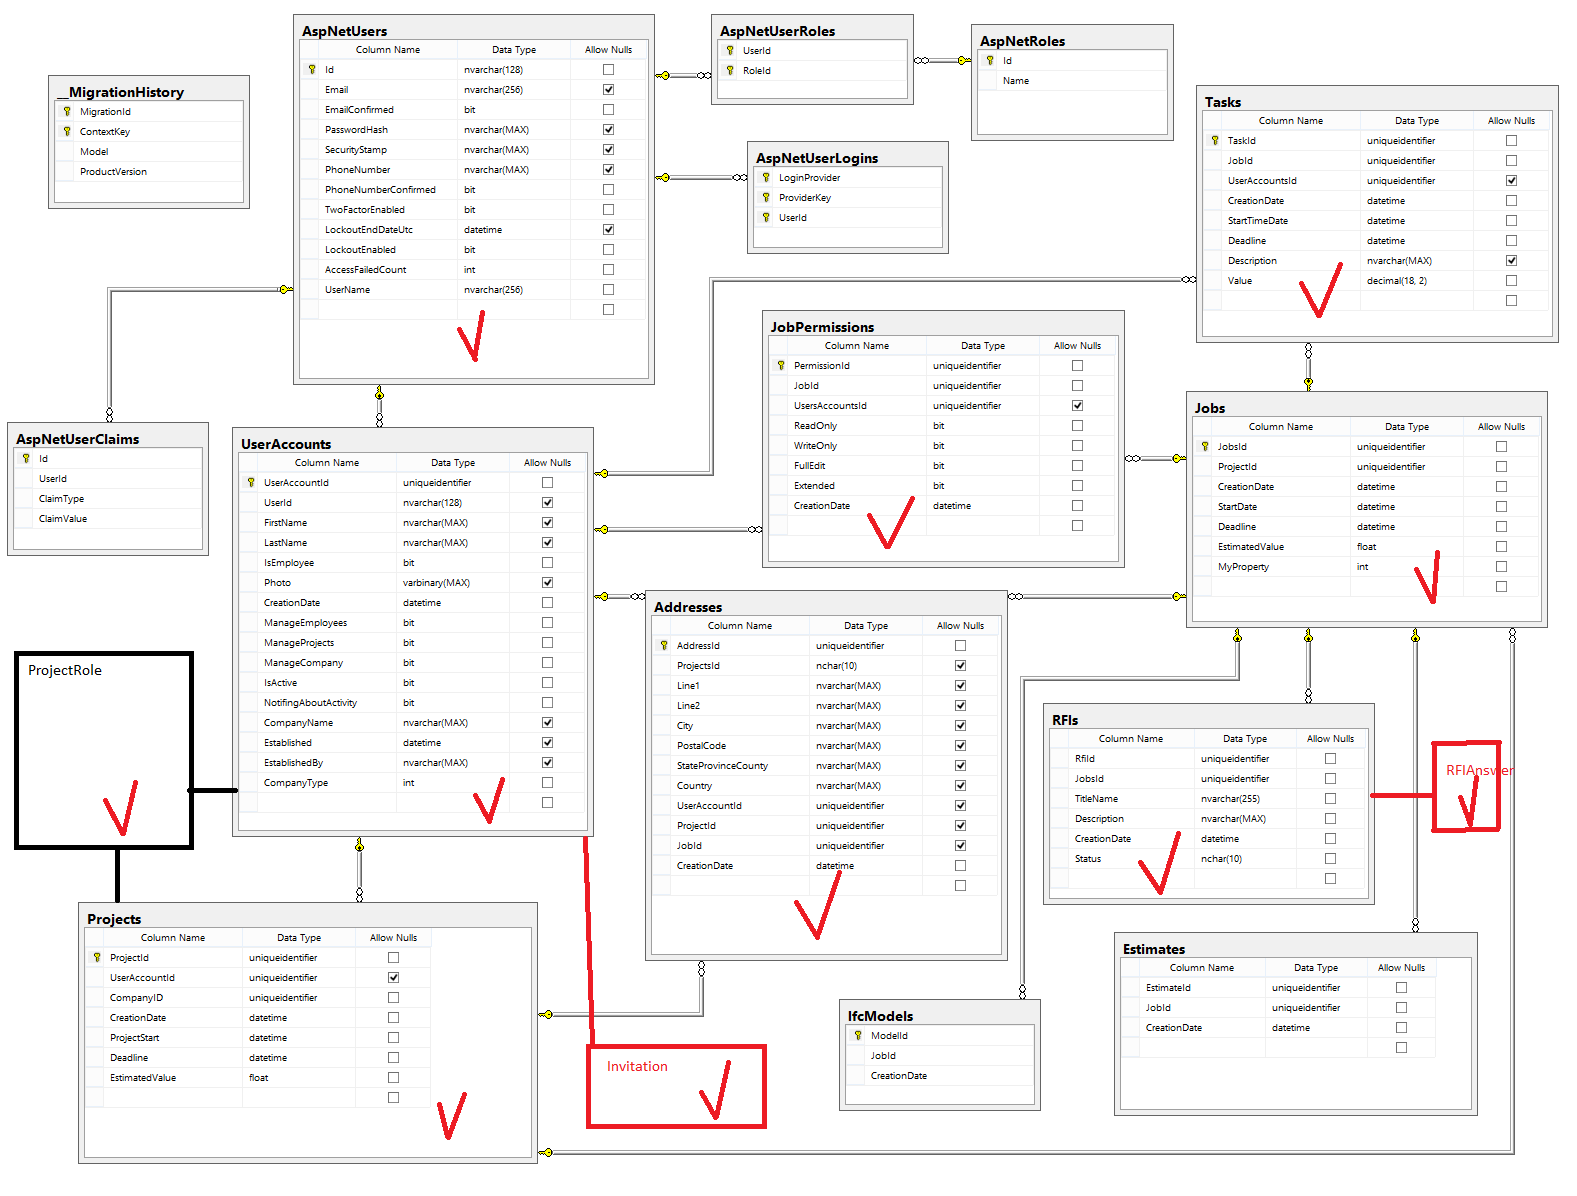 __MigrationHistory
MigrationId
ContextKey
Model
ProductVersion
AspNetUsers
Column Name Data Type Allow Nulls
Id nvarchar(128)
Email nvarchar(256)
EmailConfirmed bit
PasswordHash nvarchar(MAX)
SecurityStamp nvarchar(MAX)
PhoneNumber nvarchar(MAX)
PhoneNumberConfirmed bit
TwoFactorEnabled bit
LockoutEndDateUtc datetime
LockoutEnabled bit
AccessFailedCount int
UserName nvarchar(256)
AspNetUserRoles
UserId
RoleId
AspNetRoles
Id
Name
AspNetUserLogins
LoginProvider
ProviderKey
UserId
Tasks
Column Name Data Type Allow Nulls
TaskId uniqueidentifier
JobId uniqueidentifier
UserAccountsId uniqueidentifier
CreationDate datetime
StartTimeDate datetime
Deadline datetime
Description nvarchar(MAX)
Value decimal(18, 2)
JobPermissions
Column Name Data Type Allow Nulls
PermissionId uniqueidentifier
JobId uniqueidentifier
UsersAccountsId uniqueidentifier
ReadOnly bit
WriteOnly bit
FullEdit bit
Extended bit
CreationDate datetime
Jobs
Column Name Data Type Allow Nulls
JobsId uniqueidentifier
ProjectId uniqueidentifier
CreationDate datetime
StartDate datetime
Deadline datetime
EstimatedValue float
MyProperty int
AspNetUserClaims
Id
UserId
ClaimType
ClaimValue
UserAccounts
Column Name Data Type Allow Nulls
UserAccountId uniqueidentifier
UserId nvarchar(128)
FirstName nvarchar(MAX)
LastName nvarchar(MAX)
IsEmployee bit
Photo varbinary(MAX)
CreationDate datetime
ManageEmployees bit
ManageProjects bit
ManageCompany bit
IsActive bit
NotifingAboutActivity bit
CompanyName nvarchar(MAX)
Established datetime
EstablishedBy nvarchar(MAX)
CompanyType int
Addresses
Column Name Data Type Allow Nulls
AddressId uniqueidentifier
ProjectsId nchar(10)
Line1 nvarchar(MAX)
Line2 nvarchar(MAX)
City nvarchar(MAX)
PostalCode nvarchar(MAX)
StateProvinceCounty nvarchar(MAX)
Country nvarchar(MAX)
UserAccountId uniqueidentifier
ProjectId uniqueidentifier
JobId uniqueidentifier
CreationDate datetime
ProjectRole
RFIs
Column Name Data Type Allow Nulls
RfiId uniqueidentifier
JobsId uniqueidentifier
TitleName nvarchar(255)
Description nvarchar(MAX)
CreationDate datetime
Status nchar(10)
RFIAnswer
Projects
Column Name Data Type Allow Nulls
ProjectId uniqueidentifier
UserAccountId uniqueidentifier
CompanyID uniqueidentifier
CreationDate datetime
ProjectStart datetime
Deadline datetime
EstimatedValue float
Invitation
IfcModels
ModelId
JobId
CreationDate
Estimates
Column Name Data Type Allow Nulls
EstimateId uniqueidentifier
JobId uniqueidentifier
CreationDate datetime